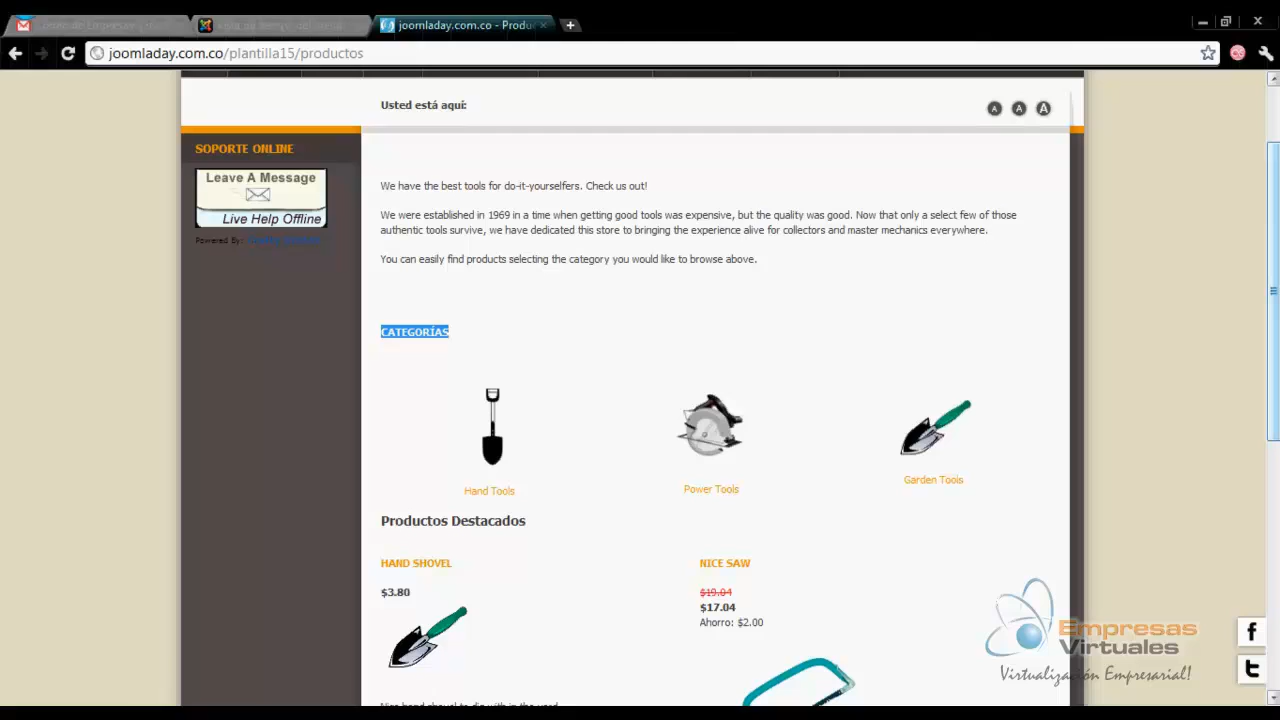 joomladay.com.co - Produ
joomladay.com.co/plantilla15/productos
Usted está aquí:
A A A
SOPORTE ONLINE
Leave A Message
Live Help Offline
Powered By:
We have the best tools for do-it-yourselfers. Check us out!
We were established in 1969 in a time when getting good tools was expensive, but the quality was good. Now that only a select few of those
authentic tools survive, we have dedicated this store to bringing the experience alive for collectors and master mechanics everywhere.
You can easily find products selecting the category you would like to browse above.
CATEGORÍAS
Hand Tools
Power Tools
Garden Tools
Productos Destacados
HAND SHOVEL
$3.80
NICE SAW
$19.04
$17.04
Ahorro: $2.00
Empresas
Virtuales
Virtualización Empresarial!